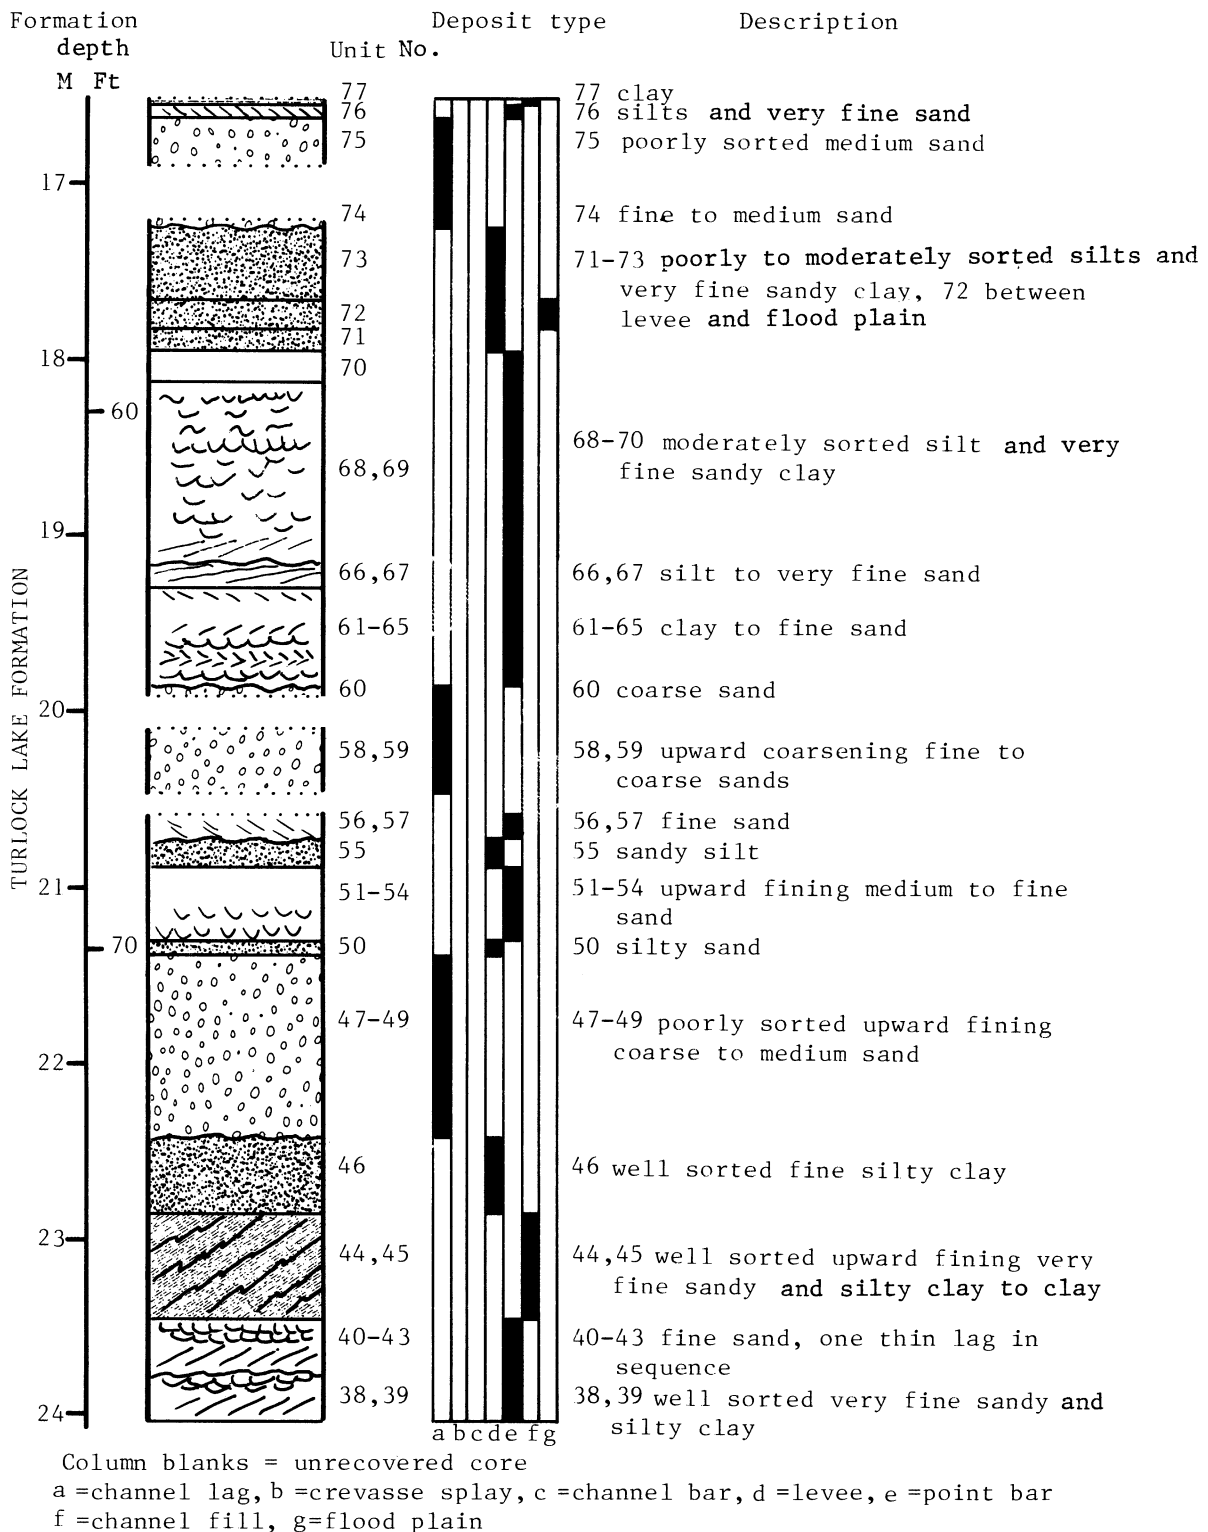 Formation Deposit type Description
depth Unit No.
M Ft
77 77 clay
76 76 silts and very fine sand
75 75 poorly sorted medium sand
17
74 74 fine to medium sand
73 71-73 poorly to moderately sorted silts and
very fine sandy clay, 72 between
72 levee and flood plain
71
18 70
60
68-70 moderately sorted silt and very
68,69 fine sandy clay
19
66,67 66,67 silt to very fine sand
61-65 61-65 clay to fine sand
60 60 coarse sand
20
58,59 58,59 upward coarsening fine to
coarse sands
56,57 56,57 fine sand
55 55 sandy silt
21 51-54 51-54 upward fining medium to fine
sand
70 50 50 silty sand
47-49 47-49 poorly sorted upward fining
coarse to medium sand
22
46 46 well sorted fine silty clay
23
44,45 44,45 well sorted upward fining very
fine sandy and silty clay to clay
40-43 40-43 fine sand, one thin lag in
sequence
38,39 38,39 well sorted very fine sandy and
24 silty clay
TURLOCK LAKE FORMATION
a b c d e f g
Column blanks = unrecovered core
a =channel lag, b =crevasse splay, c =channel bar, d =levee, e =point bar
f =channel fill, g=flood plain